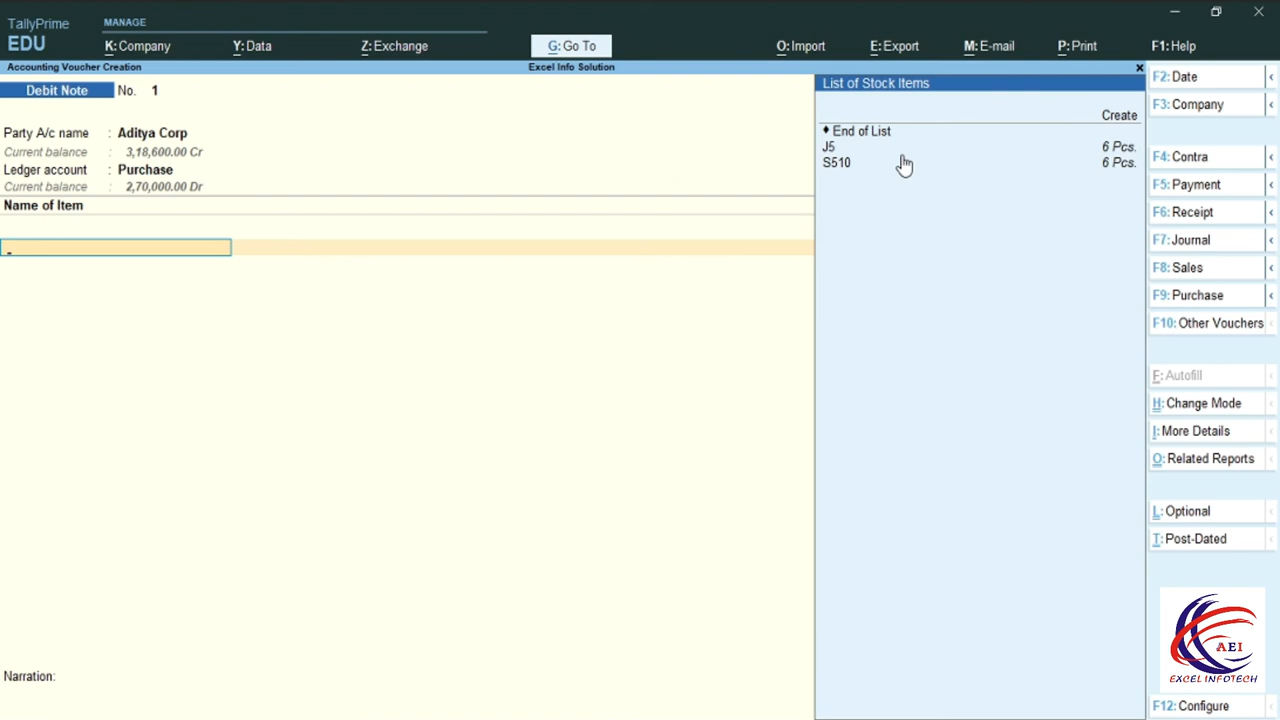 TallyPrime
EDU
MANAGE
K: Company
Y: Data
Z: Exchange
G: Go To
O: Import
E: Export
M: E-mail
P: Print
F1: Help
Accounting Voucher Creation
Excel Info Solution
Debit Note No. 1
Party A/c name : Aditya Corp
Current balance : 3,18,600.00 Cr
Ledger account : Purchase
Current balance : 2,70,000.00 Dr
Name of Item
Narration:
List of Stock Items
Create
♦ End of List
J5 6 Pcs.
S510 6 Pcs.
F2: Date
F3: Company
F4: Contra
F5: Payment
F6: Receipt
F7: Journal
F8: Sales
F9: Purchase
F10: Other Vouchers
F: Autofill
H: Change Mode
I: More Details
O: Related Reports
L: Optional
T: Post-Dated
AEI
EXCEL INFOTECH
F12: Configure